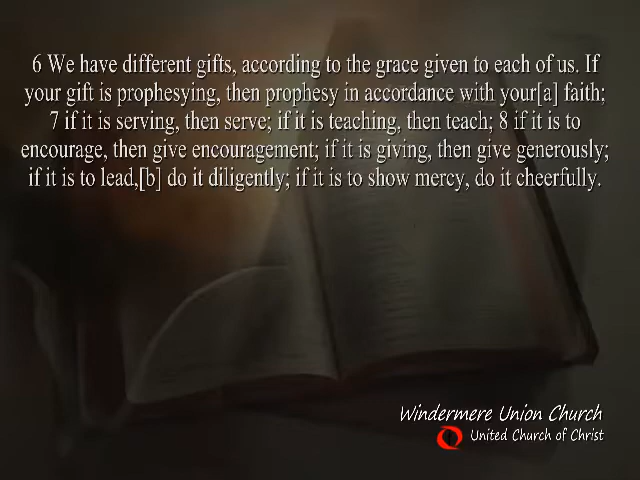 6 We have different gifts, according to the grace given to each of us. If
your gift is prophesying, then prophesy in accordance with your[a] faith;
7 if it is serving, then serve; if it is teaching, then teach; 8 if it is to
encourage, then give encouragement; if it is giving, then give generously;
if it is to lead,[b] do it diligently; if it is to show mercy, do it cheerfully.
Windermere Union Church
United Church of Christ